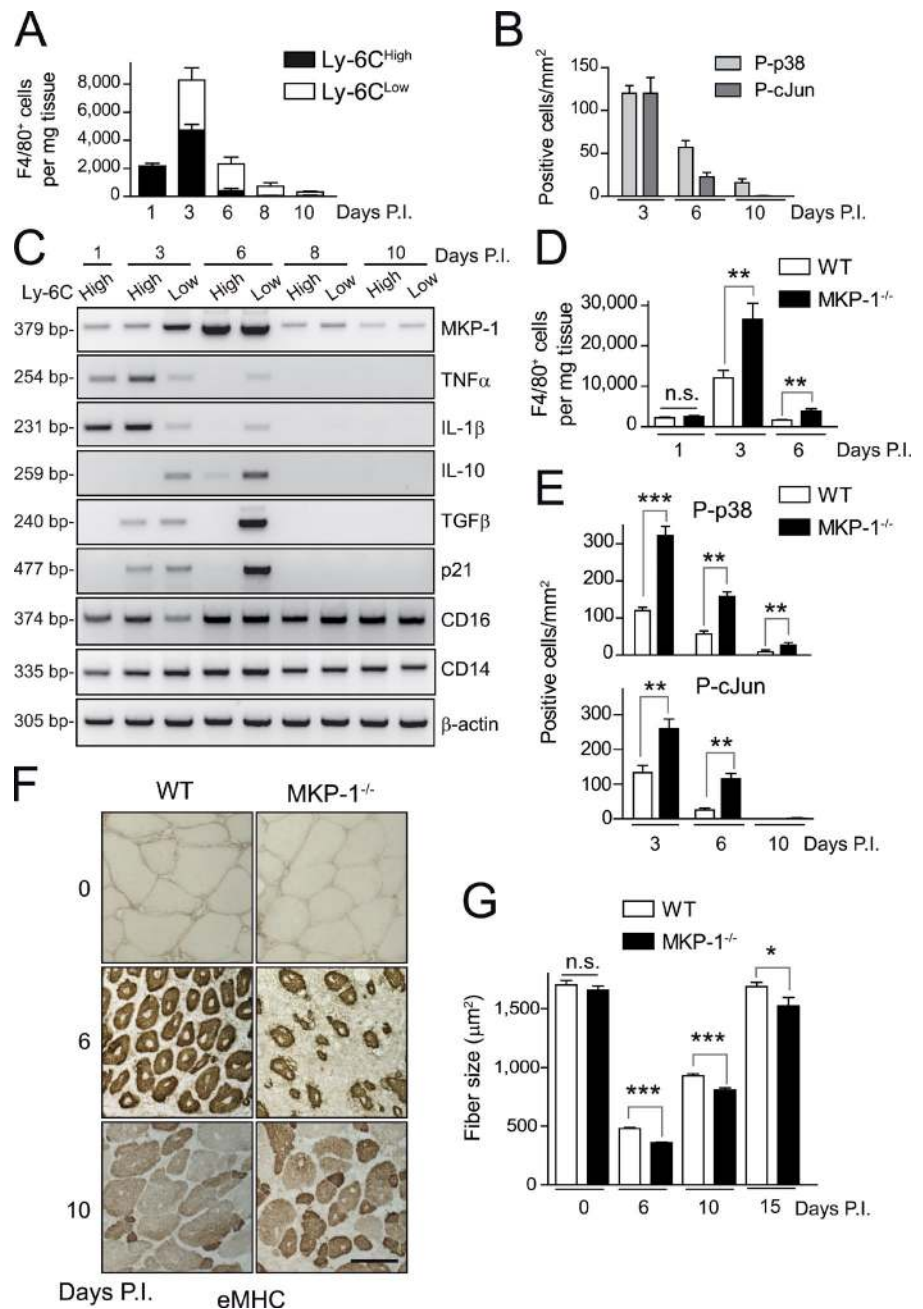 A
F4/80⁺ cells
per mg tissue
8,000
6,000
4,000
2,000
0
Ly-6C^High
Ly-6C^Low
1 3 6 8 10 Days P.I.
B
Positive cells/mm²
150
100
50
0
P-p38
P-cJun
3 6 10 Days P.I.
C
1 3 6 8 10 Days P.I.
Ly-6C High High Low High Low High Low High Low
379 bp- MKP-1
254 bp- TNFα
231 bp- IL-1β
259 bp- IL-10
240 bp- TGFβ
477 bp- p21
374 bp- CD16
335 bp- CD14
305 bp- β-actin
D
WT
MKP-1⁻/⁻
F4/80⁺ cells
per mg tissue
30,000
20,000
10,000
0
n.s. ** **
1 3 6 Days P.I.
E
WT
MKP-1⁻/⁻
P-p38
Positive cells/mm²
300
200
100
0
*** ** **
P-cJun
300
200
100
0
** **
3 6 10 Days P.I.
F
WT MKP-1⁻/⁻
0
6
10
Days P.I. eMHC
G
WT
MKP-1⁻/⁻
Fiber size (μm²)
1,500
1,000
500
0
n.s. *** *** *
0 6 10 15 Days P.I.